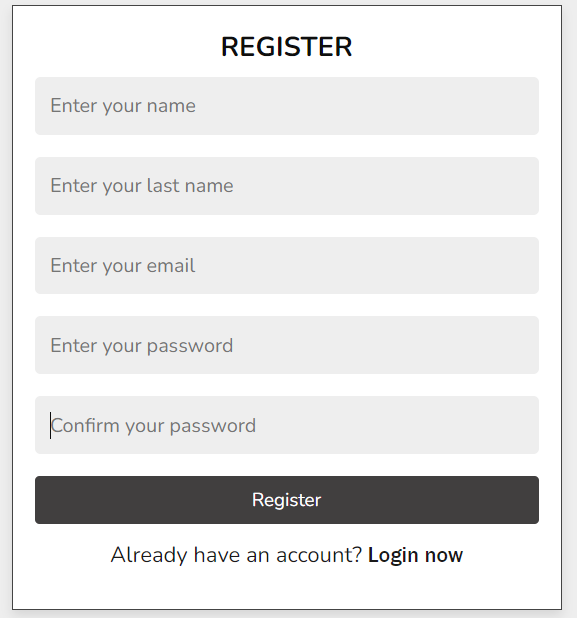 REGISTER
Enter your name
Enter your last name
Enter your email
Enter your password
Confirm your password
Register
Already have an account? Login now